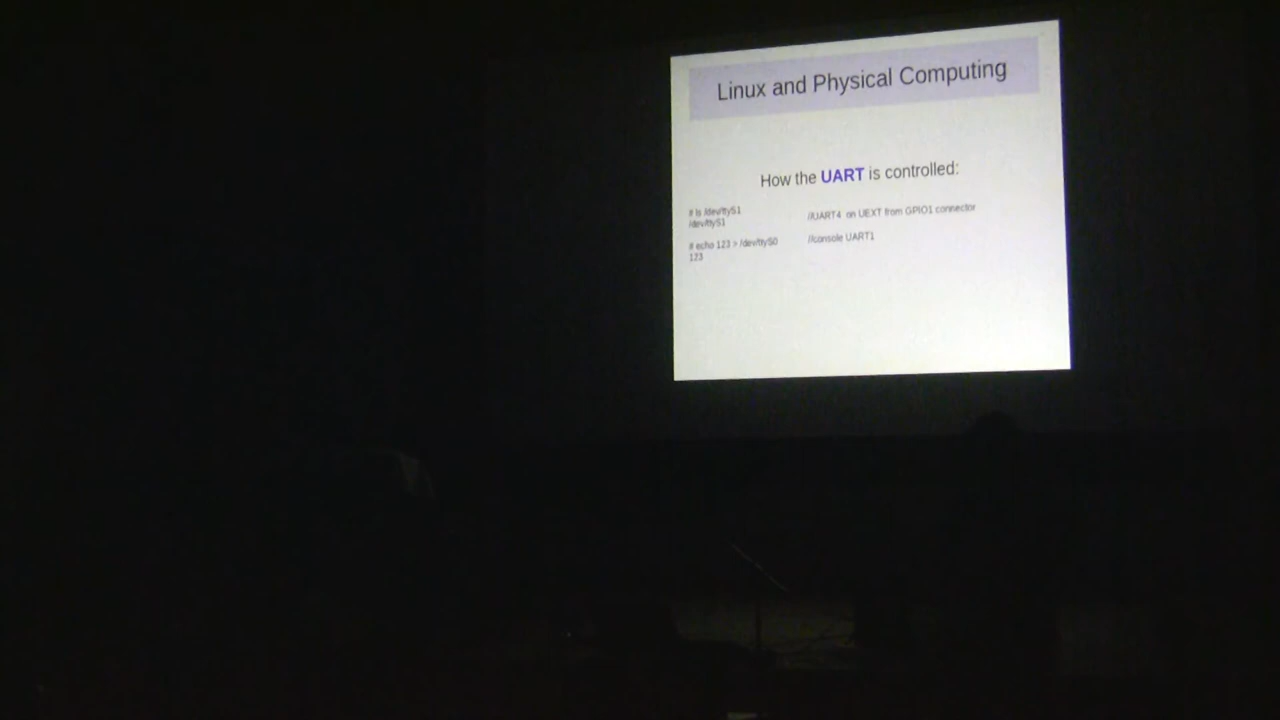 Linux and Physical Computing
How the UART is controlled:
# ls /dev/ttyS1 //UART4 on UEXT from GPIO1 connector
/dev/ttyS1
# echo 123 > /dev/ttyS0 //console UART1
123